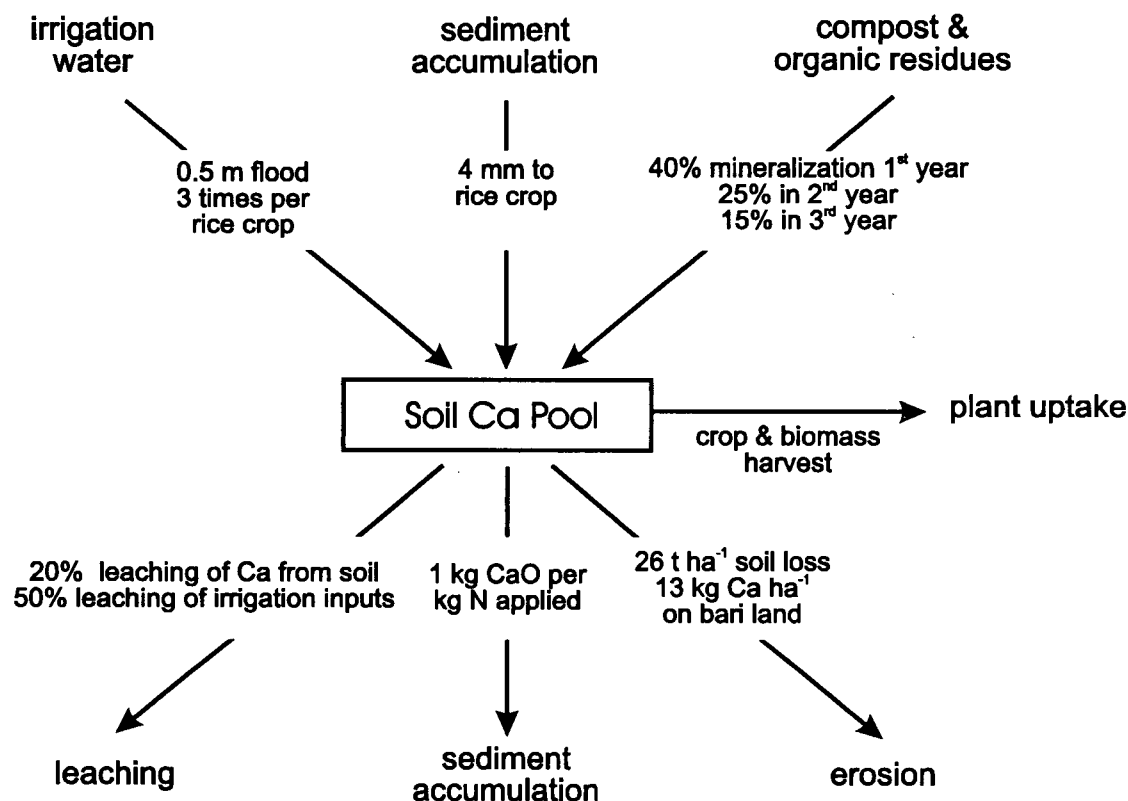 irrigation
water
sediment
accumulation
compost &
organic residues
0.5 m flood
3 times per
rice crop
4 mm to
rice crop
40% mineralization 1st year
25% in 2nd year
15% in 3rd year
Soil Ca Pool
plant uptake
crop & biomass
harvest
20% leaching of Ca from soil
50% leaching of irrigation inputs
1 kg CaO per
kg N applied
26 t ha-1 soil loss
13 kg Ca ha-1
on bari land
leaching
sediment
accumulation
erosion